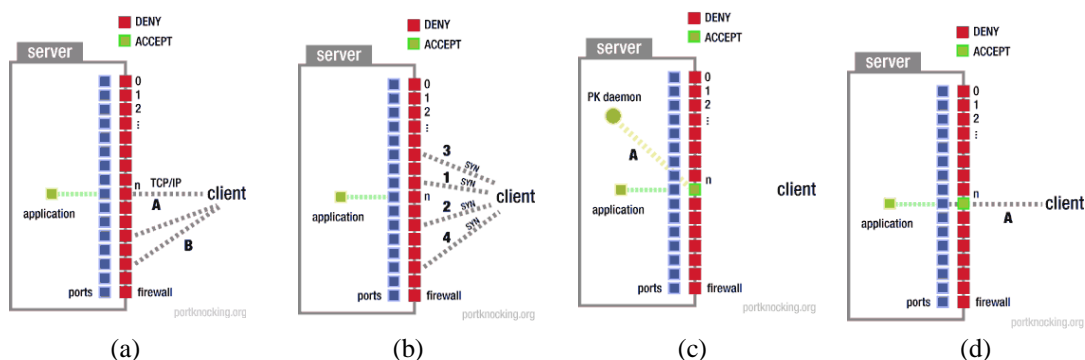 DENY
ACCEPT
server
0
1
2
⋮
n
TCP/IP
A
client
application
B
ports
firewall
portknocking.org
(a)
DENY
ACCEPT
server
0
1
2
⋮
3
SYN
1
SYN
client
n
2
SYN
application
4
SYN
ports
firewall
portknocking.org
(b)
DENY
ACCEPT
server
0
PK daemon
1
2
⋮
A
n
client
application
ports
firewall
portknocking.org
(c)
DENY
ACCEPT
server
0
1
2
⋮
n
client
A
application
ports
firewall
portknocking.org
(d)